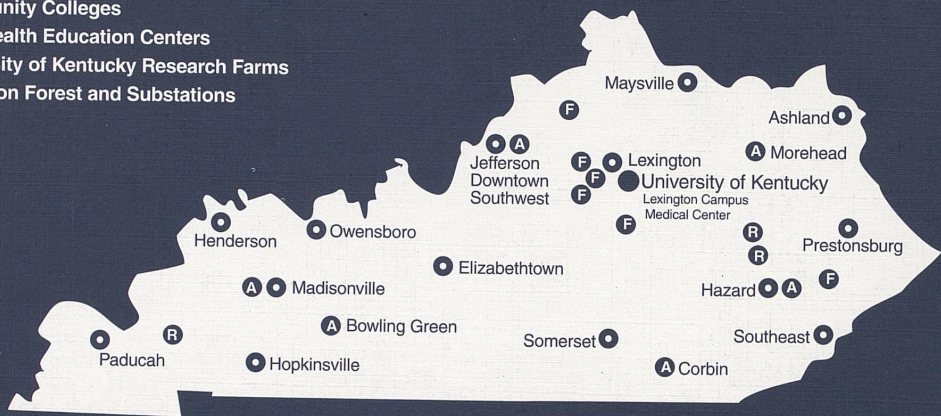 nity Colleges
ealth Education Centers
ity of Kentucky Research Farms
on Forest and Substations
Maysville
F
Ashland
A Morehead
A
Jefferson
Downtown
Southwest
F
F
F
Lexington
University of Kentucky
Lexington Campus
Medical Center
F
R
R
Prestonsburg
Henderson
Owensboro
Elizabethtown
A Madisonville
Hazard A
F
A Bowling Green
Somerset
Southeast
Paducah
R
Hopkinsville
A Corbin